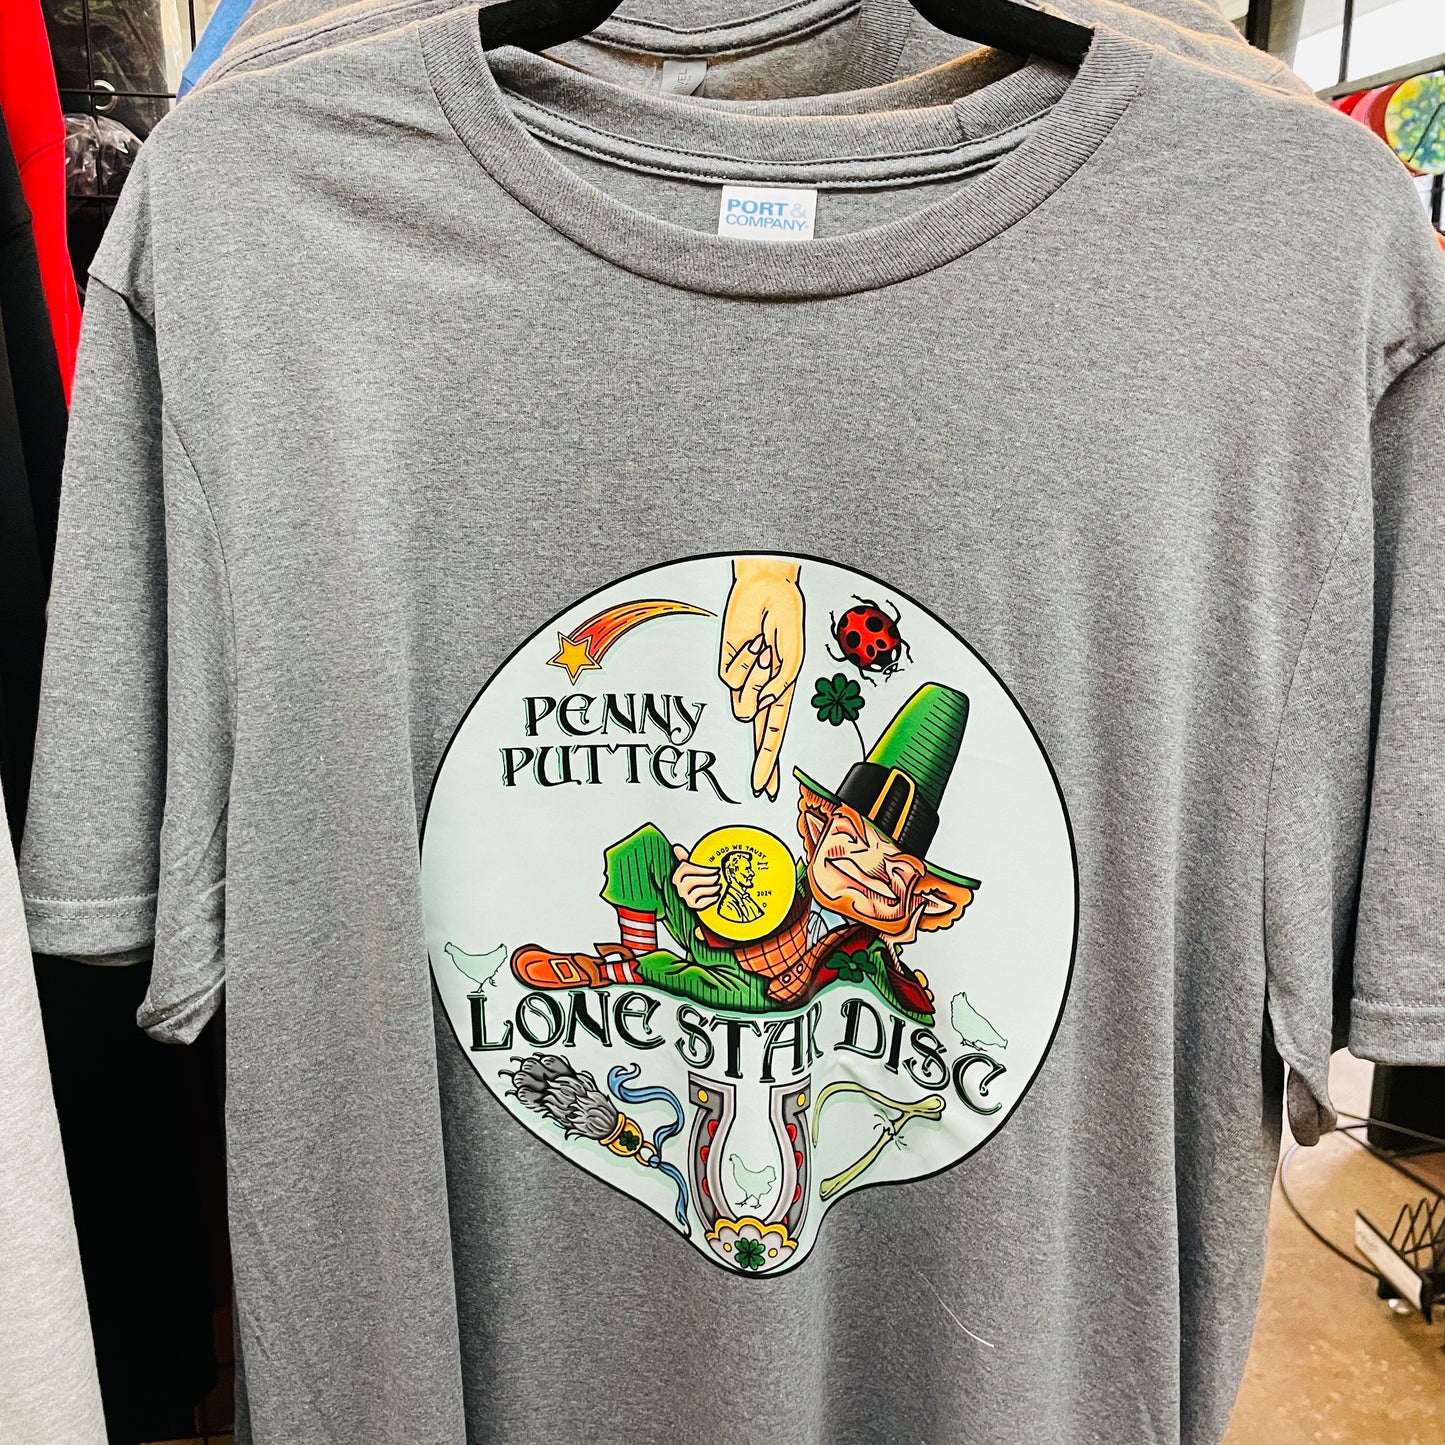 PORT &
COMPANY
PENNY
PUTTER
IN GOD WE TRUST
2024
D
LONE STAR DISC